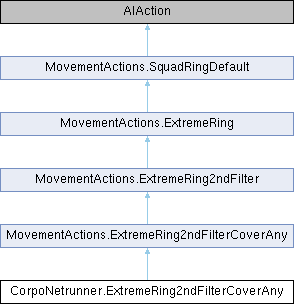 AIAction
MovementActions.SquadRingDefault
MovementActions.ExtremeRing
MovementActions.ExtremeRing2ndFilter
MovementActions.ExtremeRing2ndFilterCoverAny
CorpoNetrunner.ExtremeRing2ndFilterCoverAny